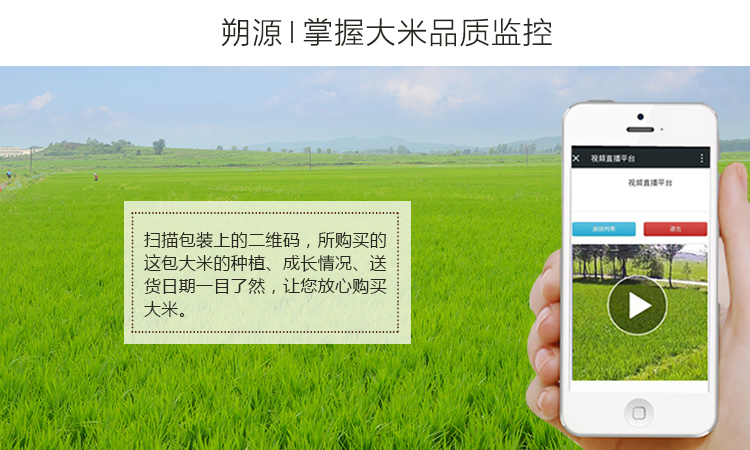 朔源|掌握大米品质监控
扫描包装上的二维码，所购买的
这包大米的种植、成长情况、送
货日期一目了然，让您放心购买
大米。
视频直播平台
视频直播平台
返回列表
退出